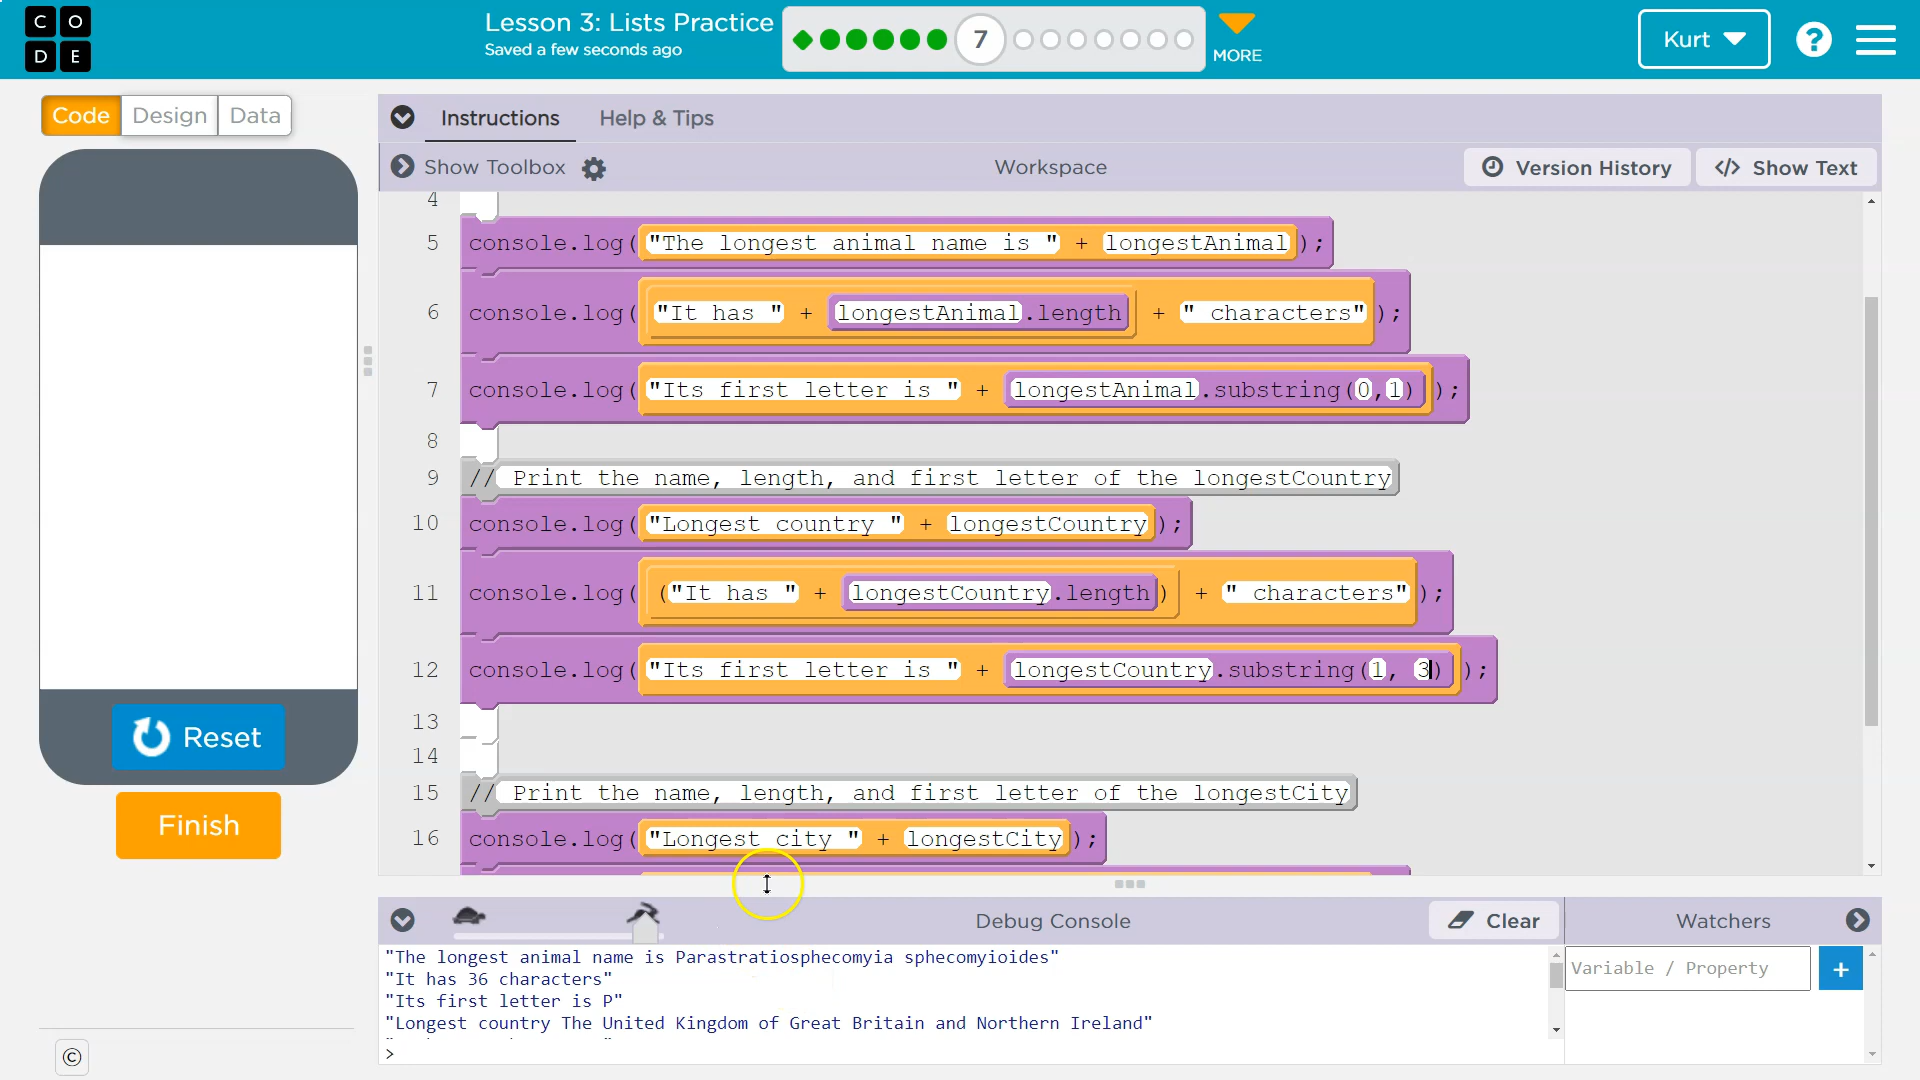 CO
DE
Lesson 3: Lists Practice
Saved a few seconds ago
7
MORE
Kurt
?
Code
Design
Data
Instructions
Help & Tips
Show Toolbox
Workspace
Version History
</> Show Text
4
5 console.log("The longest animal name is " + longestAnimal);
6 console.log("It has " + longestAnimal.length + " characters");
7 console.log("Its first letter is " + longestAnimal.substring(0,1));
8
9 // Print the name, length, and first letter of the longestCountry
10 console.log("Longest country " + longestCountry);
11 console.log(("It has " + longestCountry.length) + " characters");
12 console.log("Its first letter is " + longestCountry.substring(1, 3));
13
14
15 // Print the name, length, and first letter of the longestCity
16 console.log("Longest city " + longestCity);
Reset
Finish
©
Debug Console
Clear
Watchers
"The longest animal name is Parastratiosphecomyia sphecomyioides"
"It has 36 characters"
"Its first letter is P"
"Longest country The United Kingdom of Great Britain and Northern Ireland"
>
Variable / Property
+